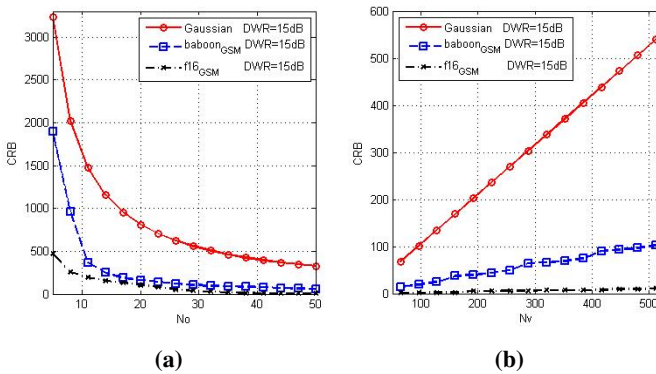 Gaussian DWR=15dB
baboonGSM DWR=15dB
f16GSM DWR=15dB
CRB
3000
2500
2000
1500
1000
500
0
10
20
30
40
50
No
(a)
Gaussian DWR=15dB
baboonGSM DWR=15dB
f16GSM DWR=15dB
CRB
600
500
400
300
200
100
0
100
200
300
400
500
Nv
(b)